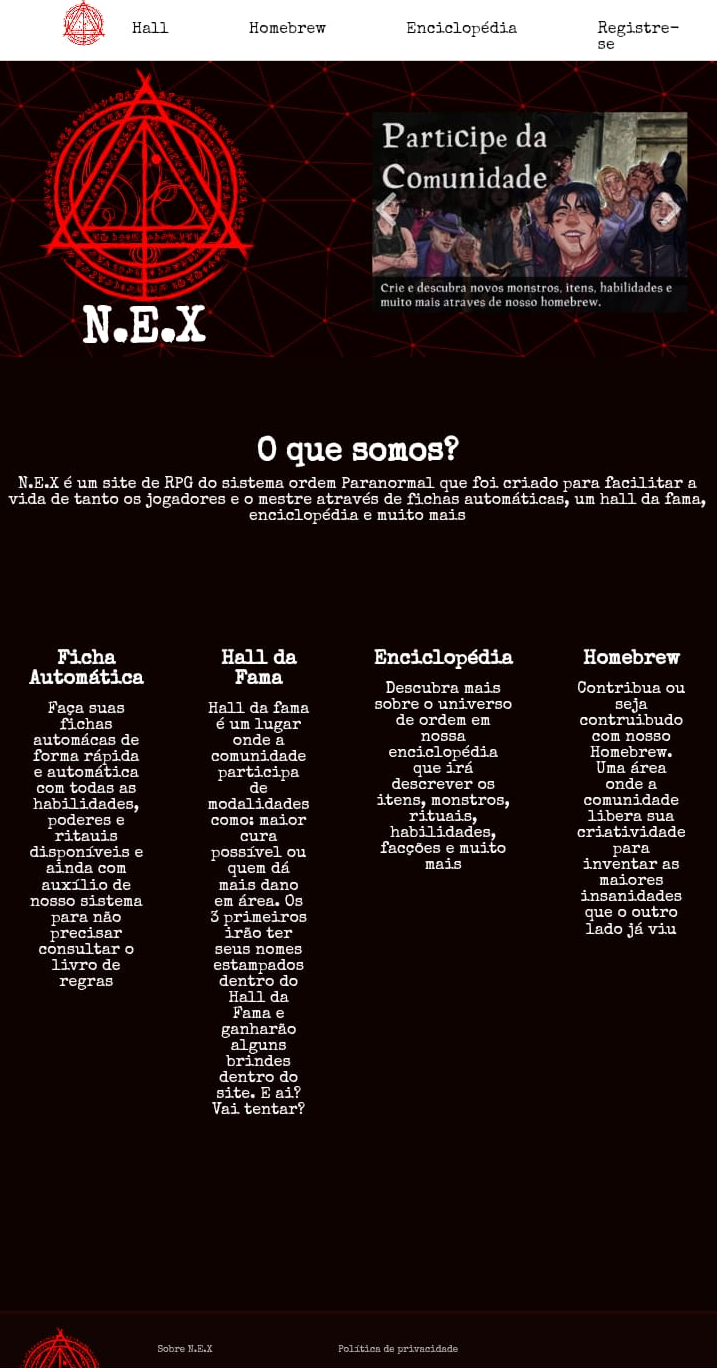 Hall
Homebrew
Enciclopédia
Registre-
se
Participe da
Comunidade
Crie e descubra novos monstros, itens, habilidades e
muito mais atraves de nosso homebrew.
N.E.X
O que somos?
N.E.X é um site de RPG do sistema ordem Paranormal que foi criado para facilitar a
vida de tanto os jogadores e o mestre através de fichas automáticas, um hall da fama,
enciclopédia e muito mais
Ficha
Automática
Faça suas
fichas
automácas de
forma rápida
e automática
com todas as
habilidades,
poderes e
ritauis
disponíveis e
ainda com
auxílio de
nosso sistema
para não
precisar
consultar o
livro de
regras
Hall da
Fama
Hall da fama
é um lugar
onde a
comunidade
participa
de
modalidades
como: maior
cura
possível ou
quem dá
mais dano
em área. Os
3 primeiros
irão ter
seus nomes
estampados
dentro do
Hall da
Fama e
ganharão
alguns
brindes
dentro do
site. E ai?
Vai tentar?
Enciclopédia
Descubra mais
sobre o universo
de ordem em
nossa
enciclopédia
que irá
descrever os
itens, monstros,
rituais,
habilidades,
facções e muito
mais
Homebrew
Contribua ou
seja
contruibudo
com nosso
Homebrew.
Uma área
onde a
comunidade
libera sua
criatividade
para
inventar as
maiores
insanidades
que o outro
lado já viu
Sobre N.E.X
Política de privacidade